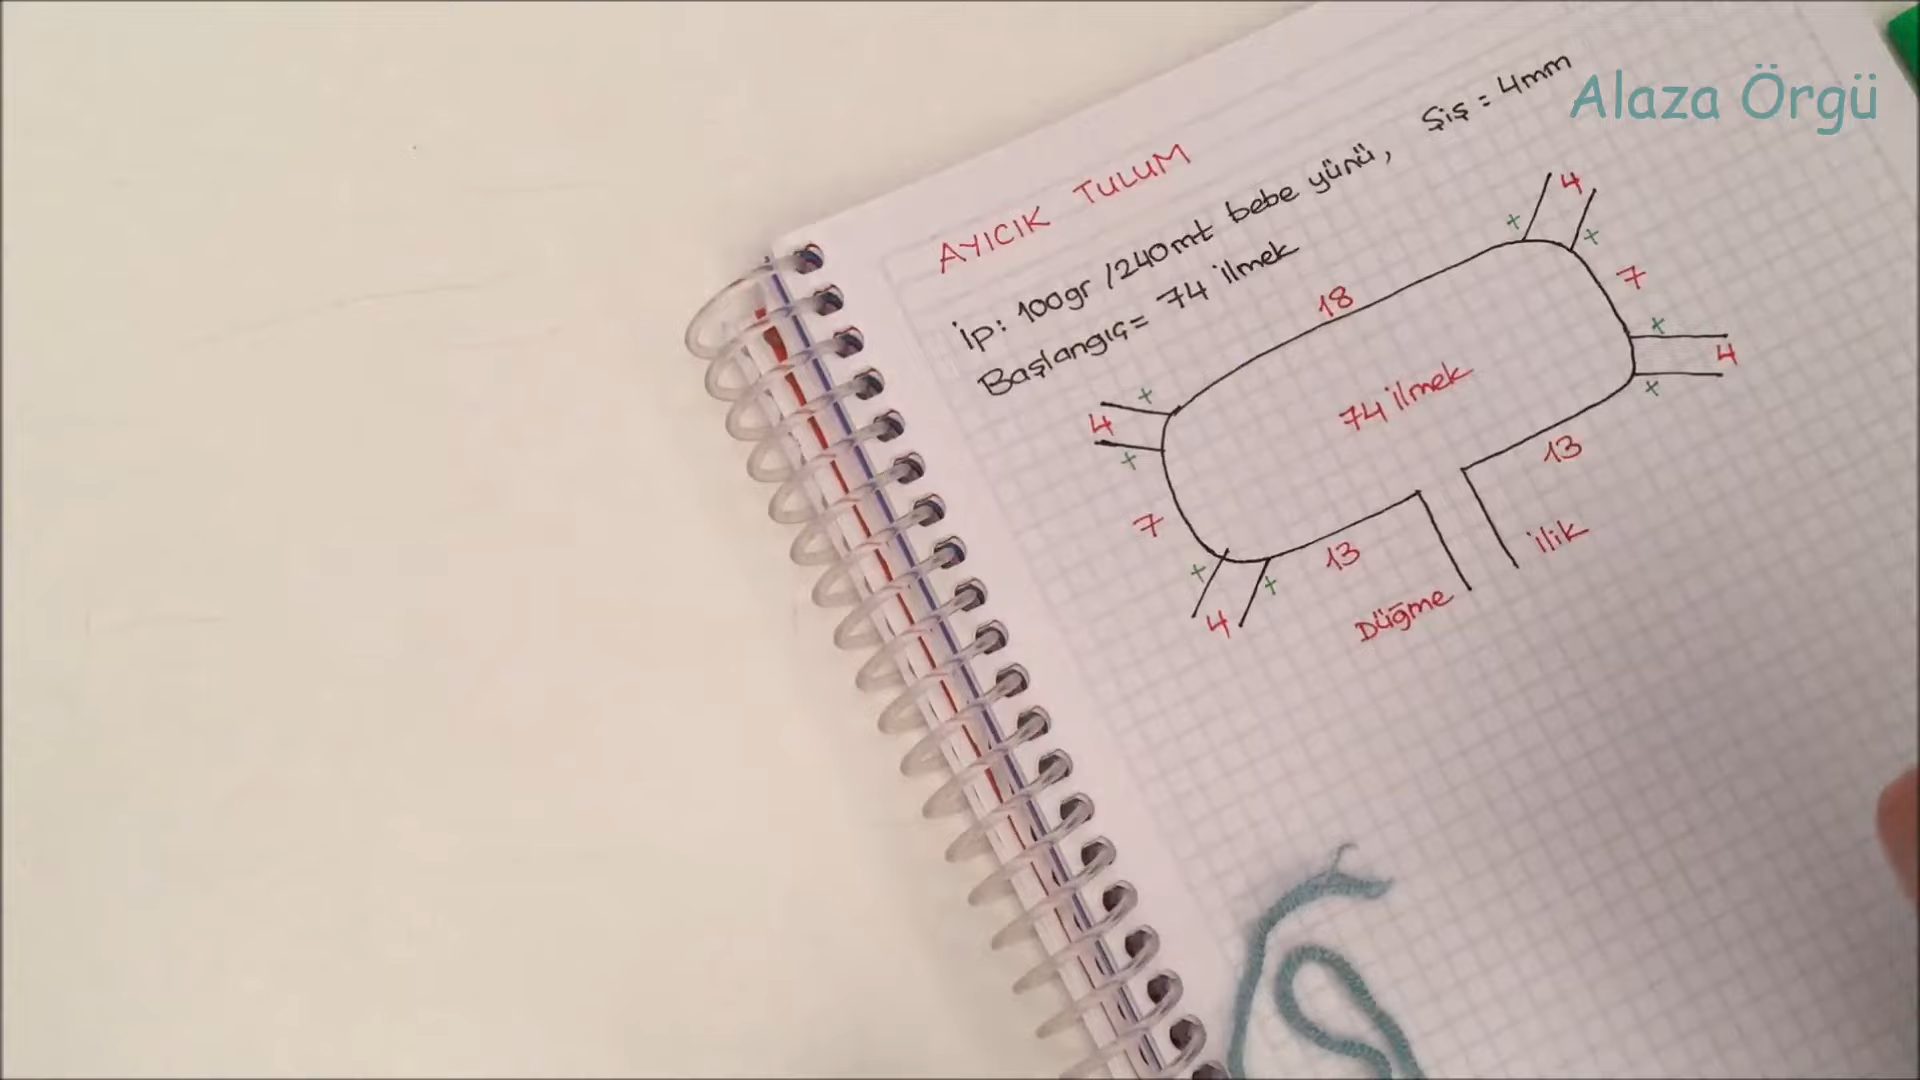 Alaza Örgü
AYICIK TULUM
İp: 100gr /240mt bebe yünü, Şiş = 4mm
Başlangıç= 74 ilmek
+ 4 +
18
7
+ 4 +
+ 4 +
74 ilmek
13
7
13
+ 4 +
ilik
Düğme